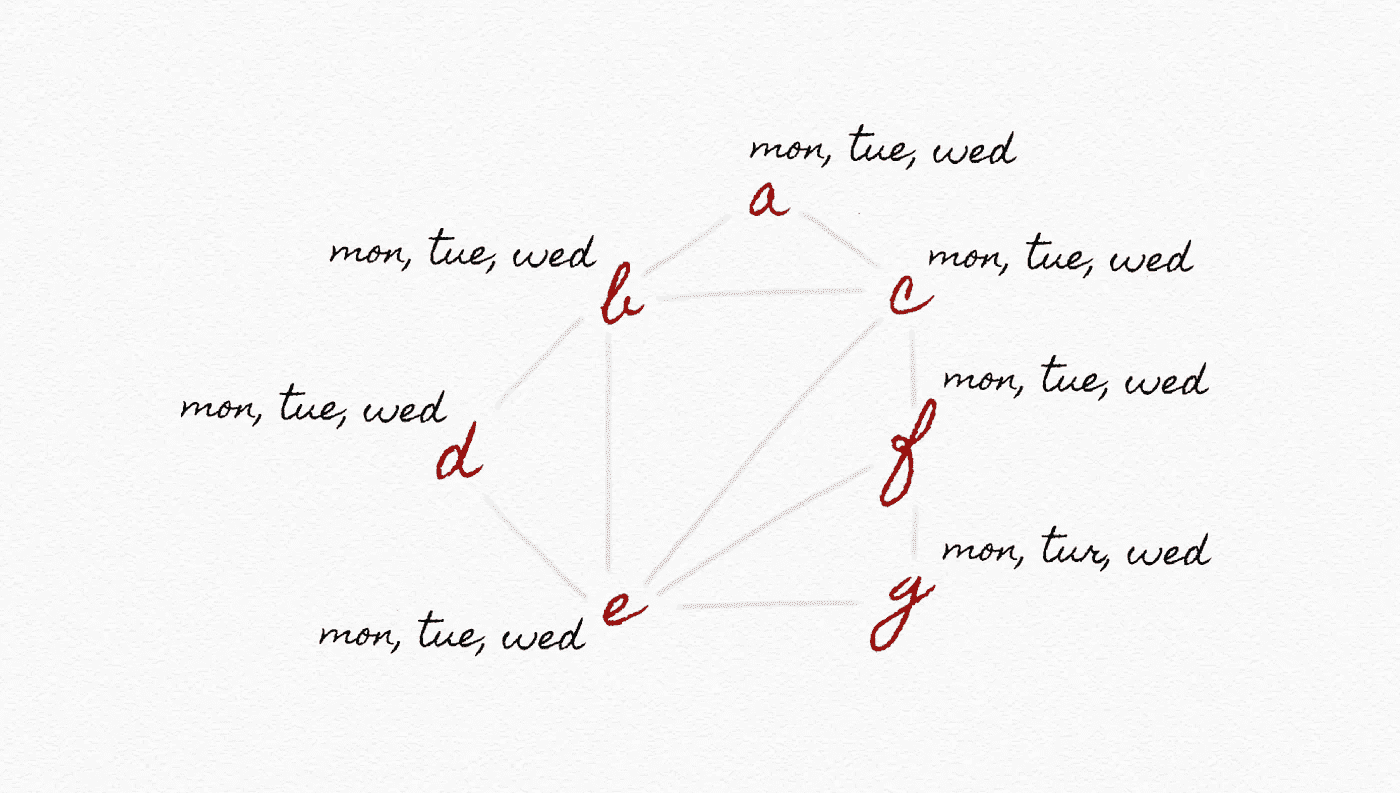 mon, tue, wed
a
mon, tue, wed
b
mon, tue, wed
c
mon, tue, wed
f
mon, tue, wed
d
mon, tur, wed
g
mon, tue, wed
e